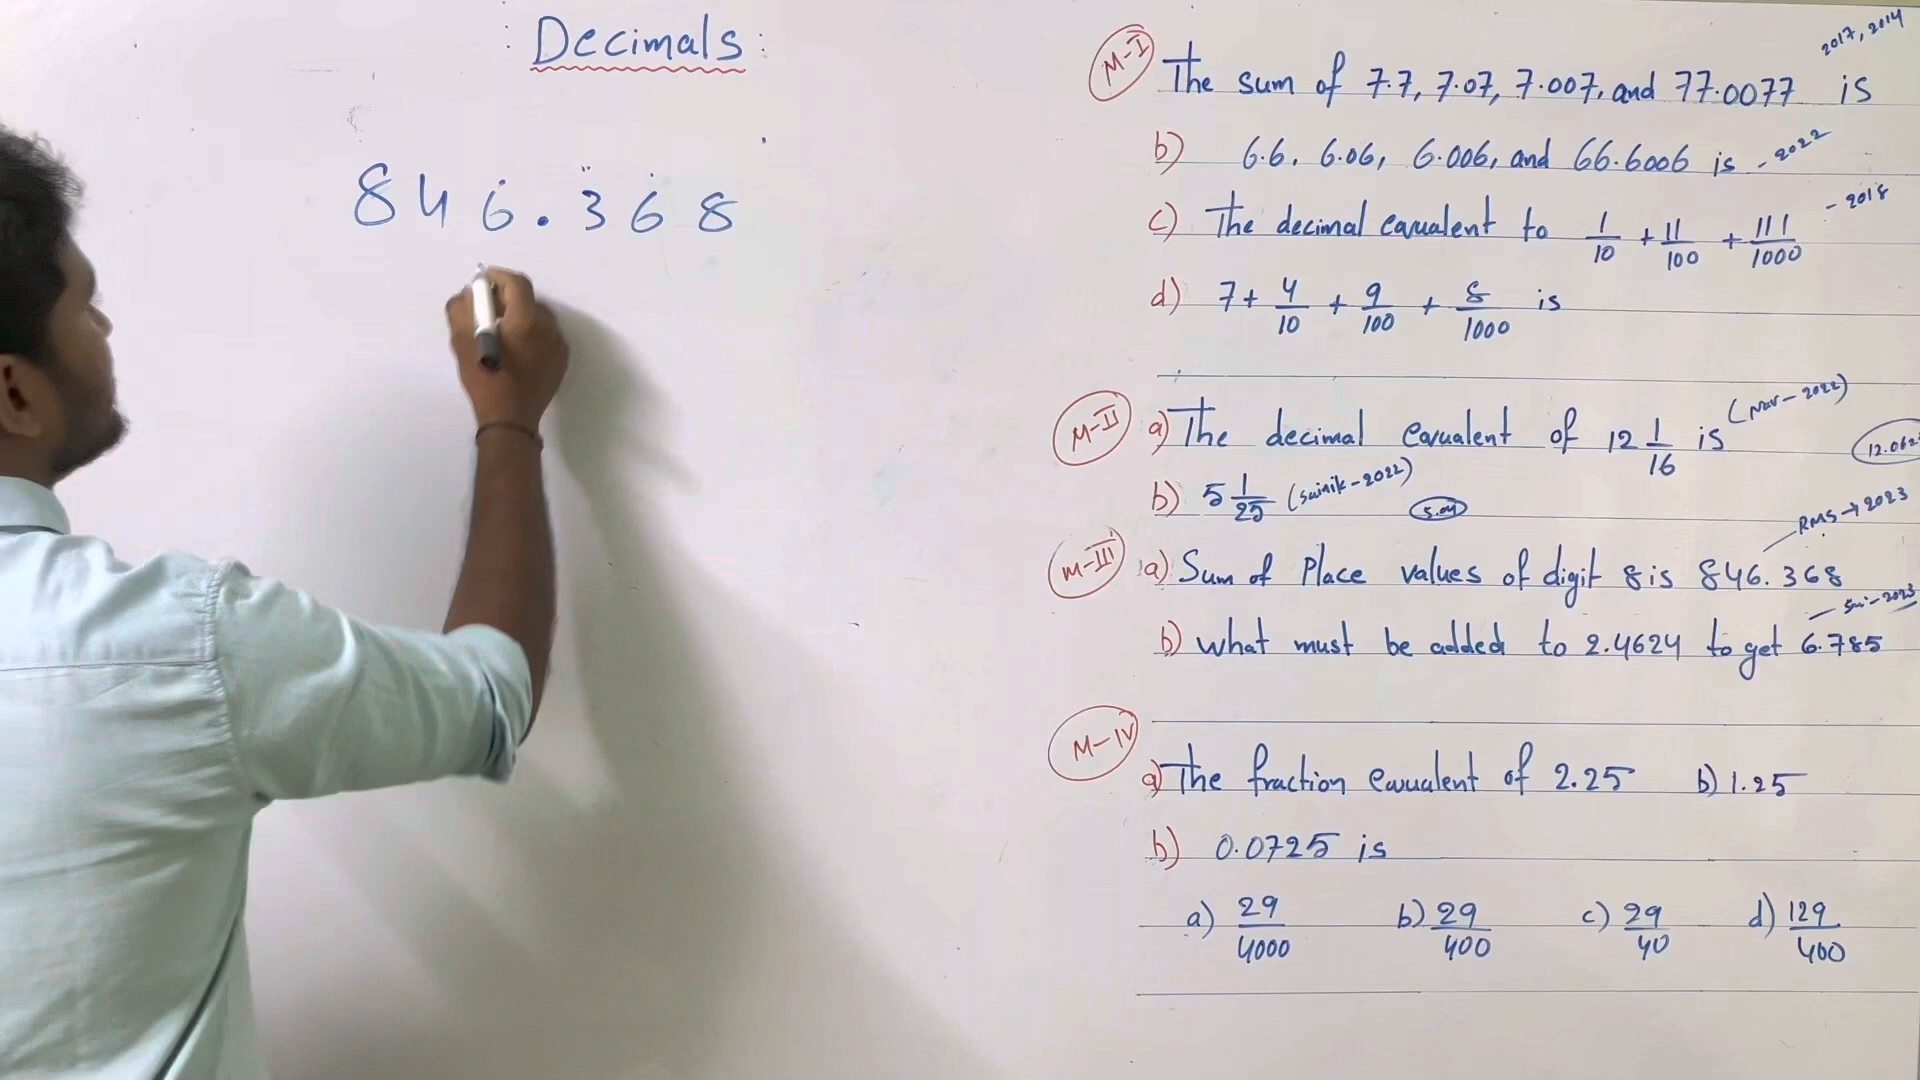 Decimals:
846.368
M-I The sum of 7.7, 7.07, 7.007, and 77.0077 is 2017, 2014
b) 6.6, 6.06, 6.006, and 66.6006 is - 2022
c) The decimal eaualent to 1/10 + 11/100 + 111/1000 - 2018
d) 7 + 4/10 + 9/100 + 8/1000 is
M-II a) The decimal eaualent of 12 1/16 is (Nav-2022) 12.062
b) 5 1/25 (Sainik-2022) 5.04
M-III a) Sum of Place values of digit 8 is 846.368 RMS → 2023
b) What must be added to 2.4624 to get 6.785 - Sai-2023
M-IV a) The fraction eauualent of 2.25 b) 1.25
b) 0.0725 is
a) 29/4000 b) 29/400 c) 29/40 d) 129/400